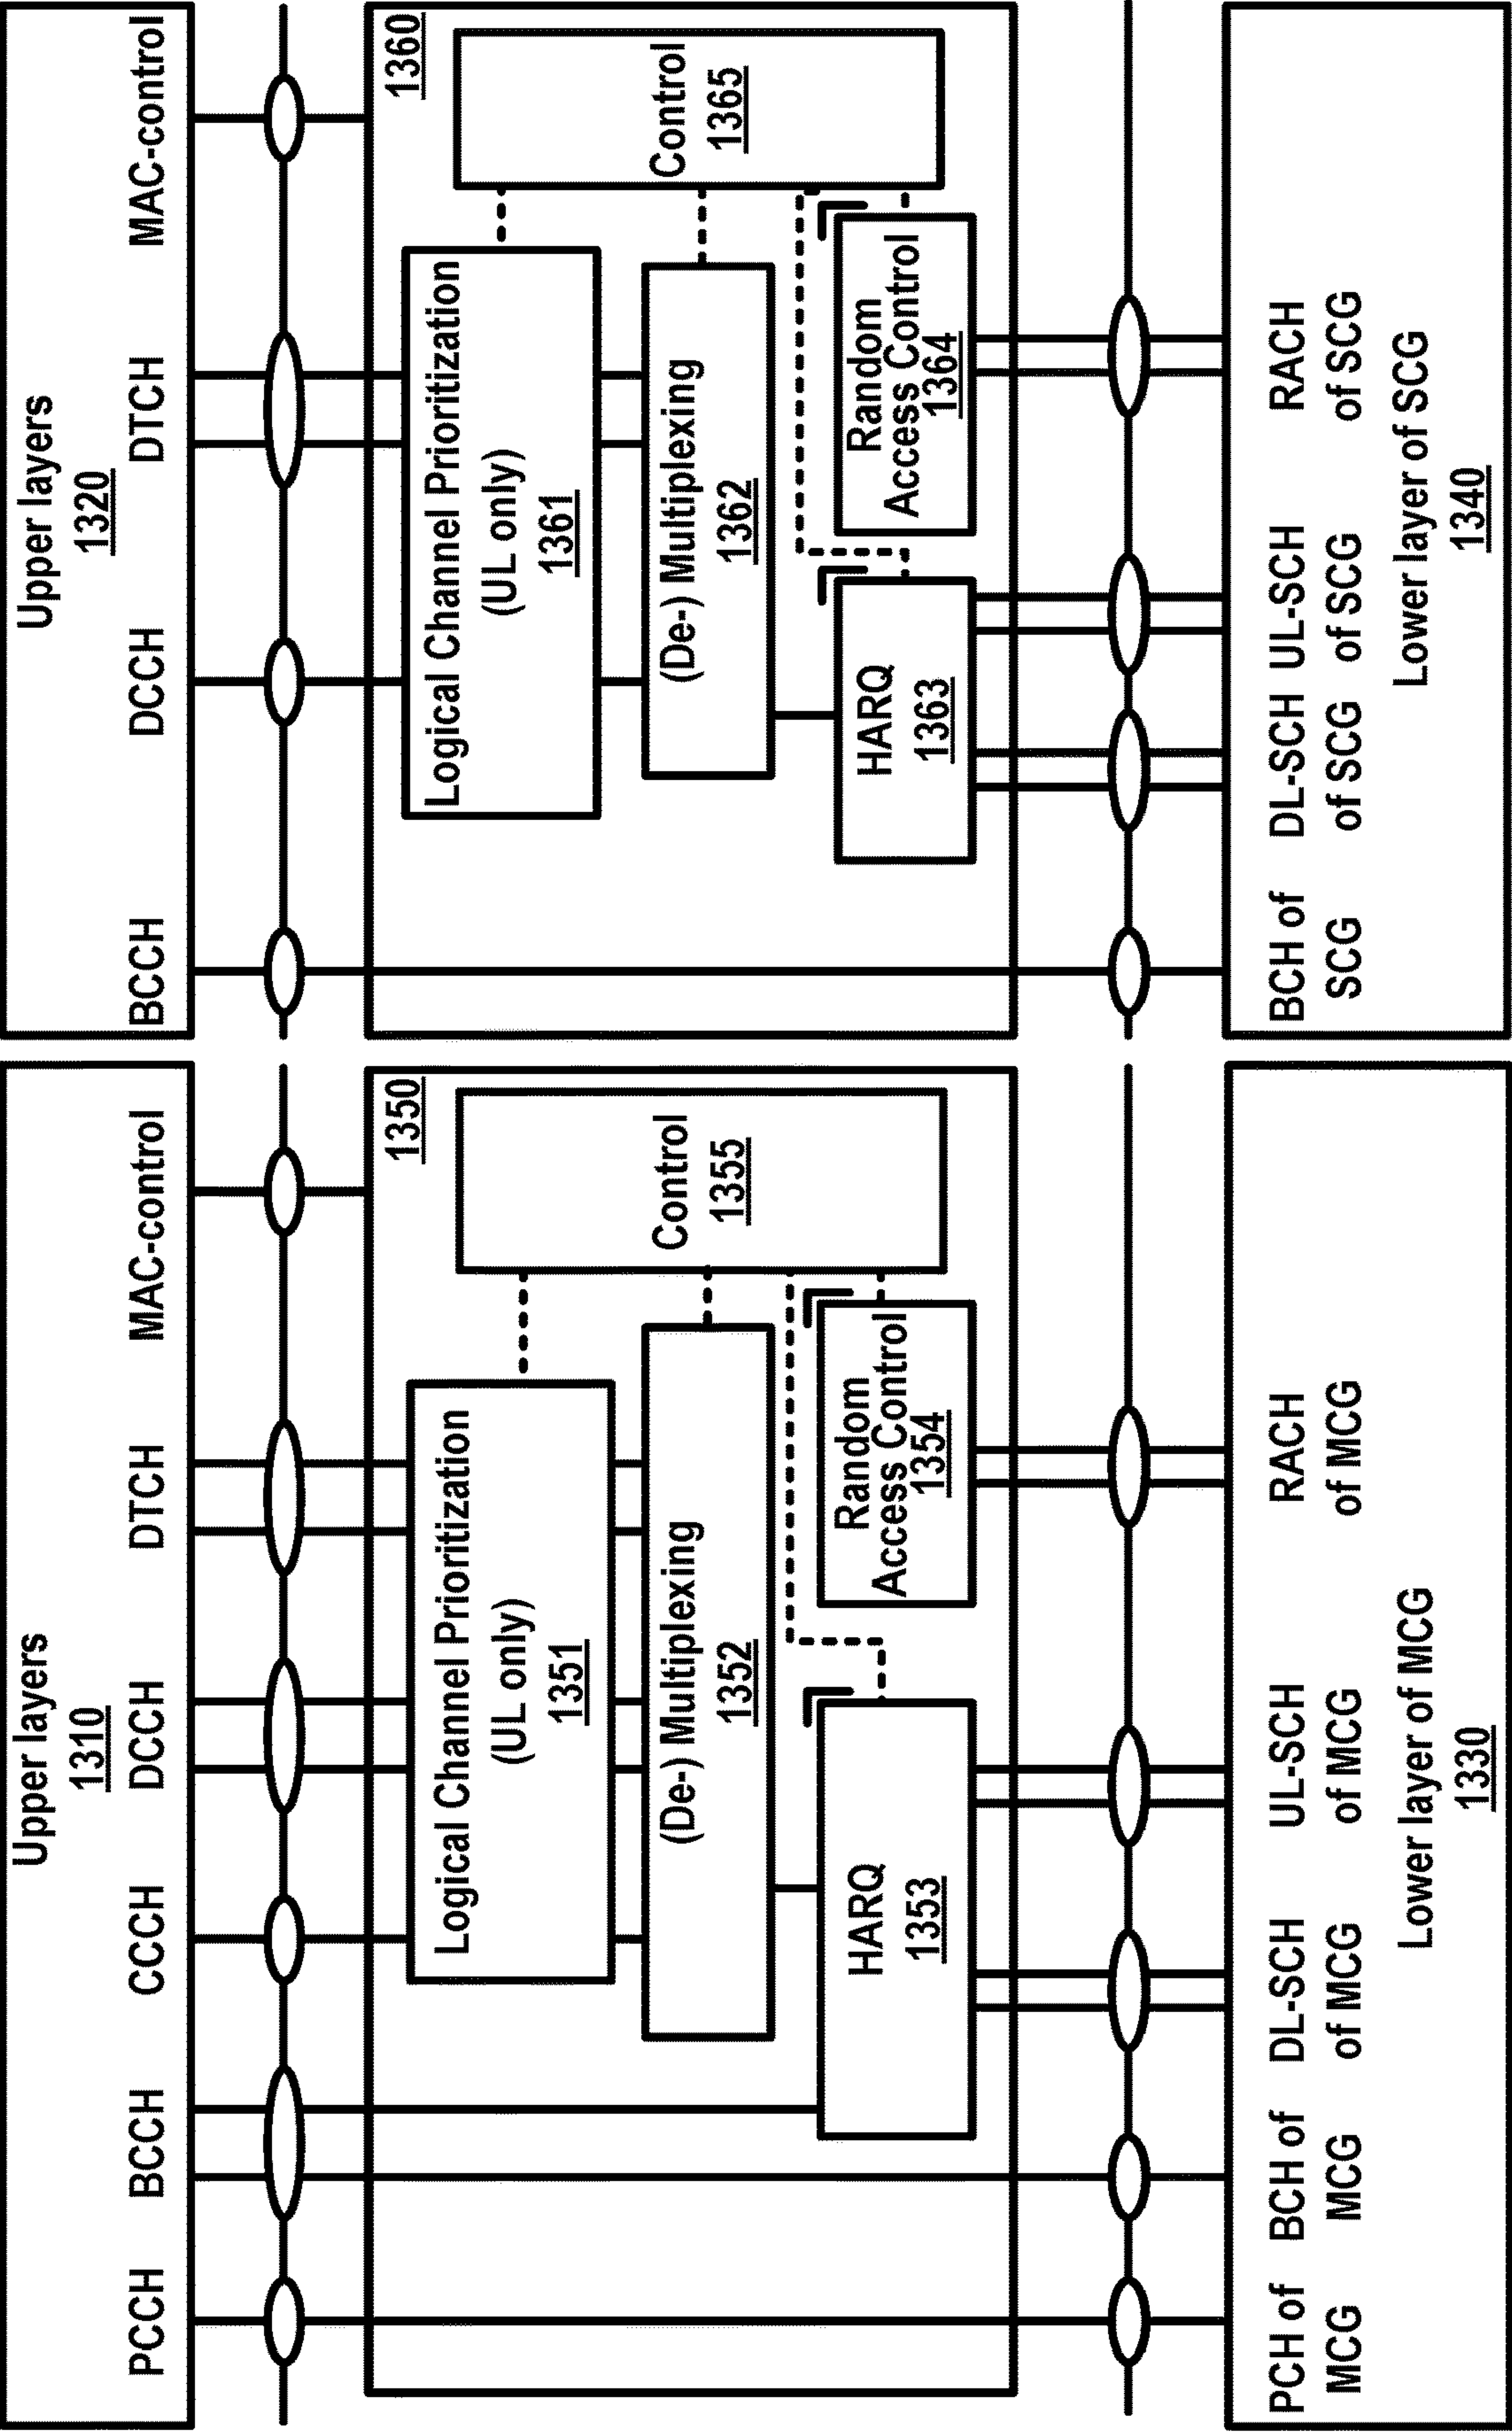 Upper layers
1310
PCCH
BCCH
CCCH
DCCH
DTCH
MAC-control
1350
Logical Channel Prioritization
(UL only)
1351
Control
1355
(De-) Multiplexing
1352
HARQ
1353
Random
Access Control
1354
PCH of
MCG
BCH of
MCG
DL-SCH
of MCG
UL-SCH
of MCG
RACH
of MCG
Lower layer of MCG
1330
Upper layers
1320
BCCH
DCCH
DTCH
MAC-control
1360
Logical Channel Prioritization
(UL only)
1361
Control
1365
(De-) Multiplexing
1362
HARQ
1363
Random
Access Control
1364
BCH of
SCG
DL-SCH
of SCG
UL-SCH
of SCG
RACH
of SCG
Lower layer of SCG
1340